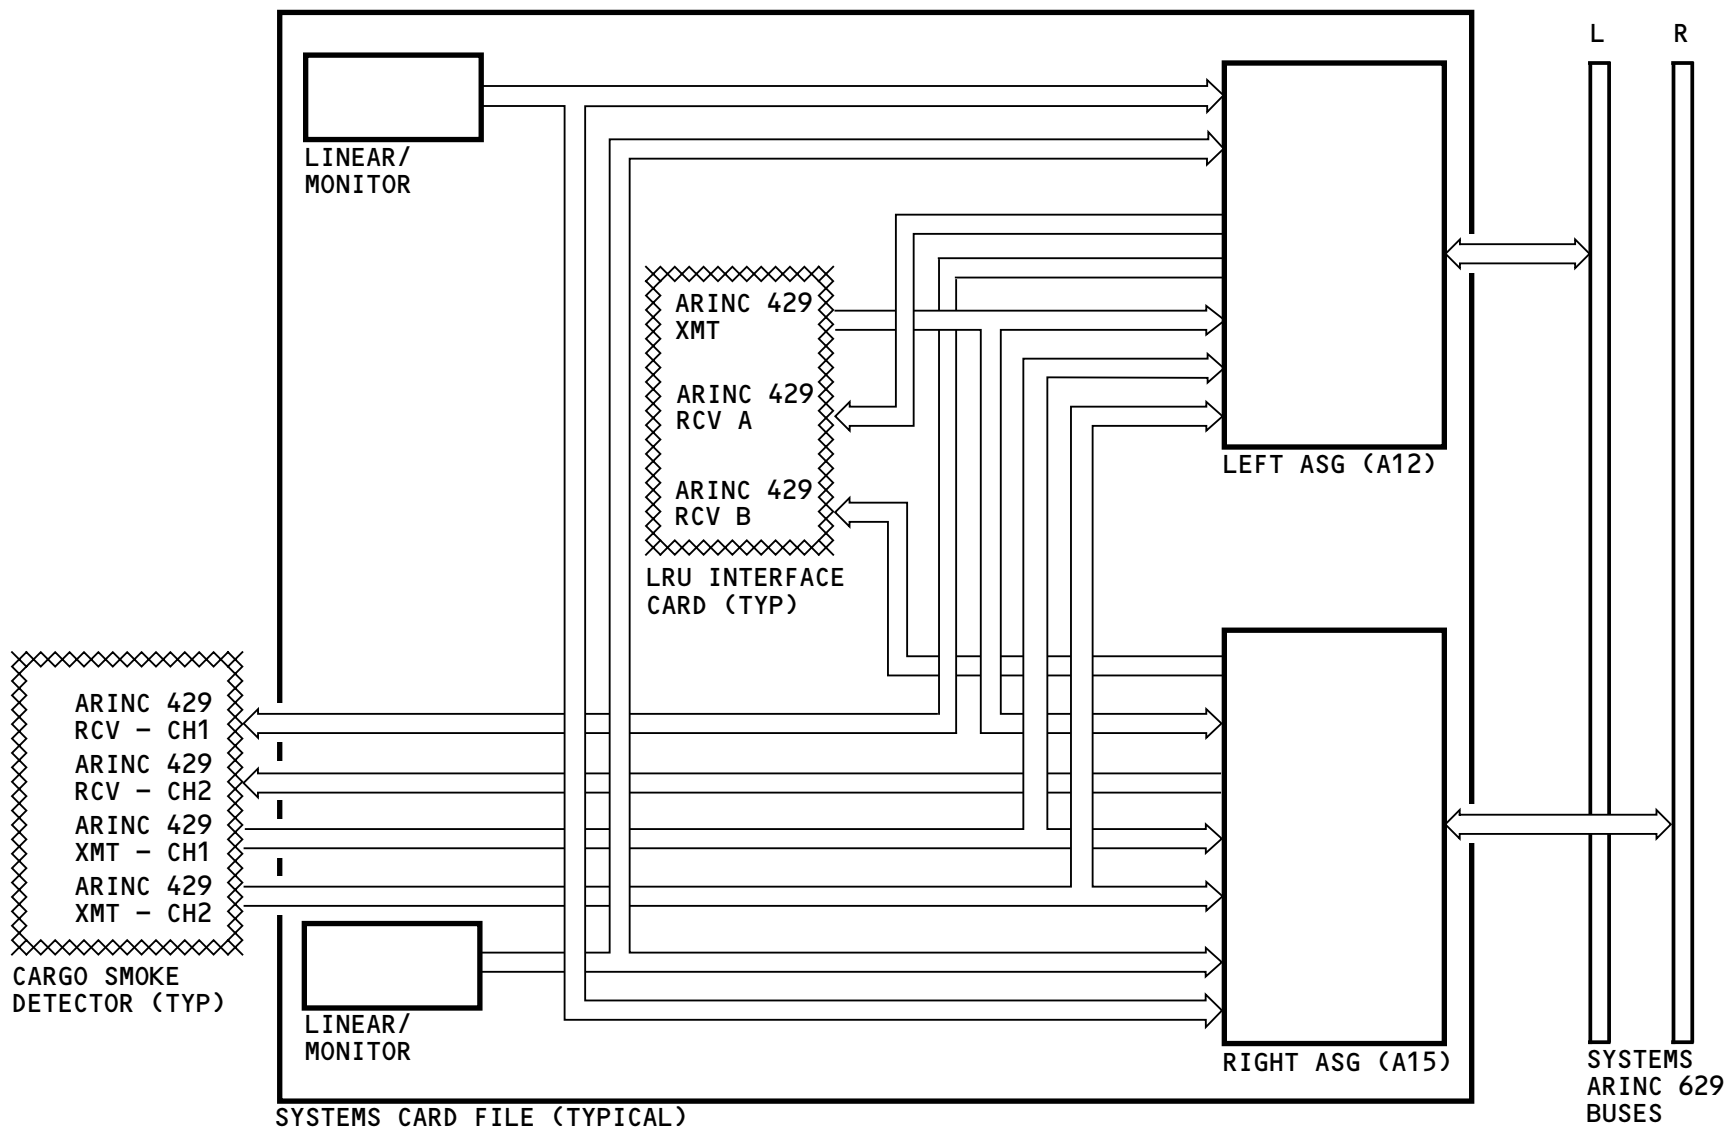 L
R
LINEAR/
MONITOR
ARINC 429
XMT
ARINC 429
RCV A
ARINC 429
RCV B
LRU INTERFACE
CARD (TYP)
LEFT ASG (A12)
ARINC 429
RCV – CH1
ARINC 429
RCV – CH2
ARINC 429
XMT – CH1
ARINC 429
XMT – CH2
CARGO SMOKE
DETECTOR (TYP)
LINEAR/
MONITOR
RIGHT ASG (A15)
SYSTEMS
ARINC 629
BUSES
SYSTEMS CARD FILE (TYPICAL)